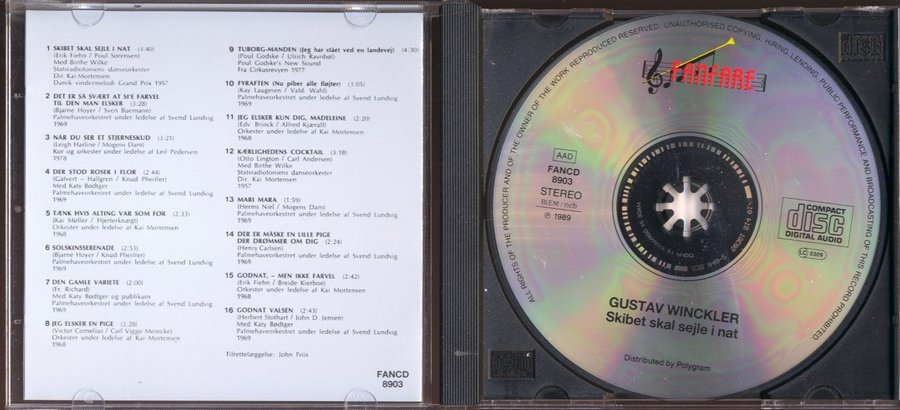 1 SKIBET SKAL SEJLE I NAT (3:40)
(Erik Fiehn / Poul Sørensen)
Med Birthe Wilke
Statsradiofoniens danseorkester
Dir. Kai Mortensen
Dansk vindermelodi Grand Prix 1957
2 DET ER SÅ SVÆRT AT SI'E FARVEL
TIL DEN MAN ELSKER (3:28)
(Bjarne Hoyer / Sven Buemann)
Palmehaveorkestret under ledelse af Svend Lundvig
1969
3 NÅR DU SER ET STJERNESKUD (3:21)
(Leigh Harline / Mogens Dam)
Kor og orkester under ledelse af Leif Pedersen
1978
4 DER STOD ROSER I FLOR (2:44)
(Galvert - Hallgren / Knud Pheiffer)
Med Katy Bødtger
Palmehaveorkestret under ledelse af Svend Lundvig
1969
5 TÆNK HVIS ALTING VAR SOM FØR (2:33)
(Kai Møller / Hjerterknægt)
Orkester under ledelse af Kai Mortensen
1968
6 SOLSKINSSERENADE (2:53)
(Bjarne Hoyer / Knud Pheiffer)
Palmehaveorkestret under ledelse af Svend Lundvig
1969
7 DEN GAMLE VARIETE (2:00)
(Fr. Richard)
Med Katy Bødtger og publikum
Palmehaveorkestret under ledelse af Svend Lundvig
1969
8 JEG ELSKER EN PIGE (2:28)
(Victor Cornelius / Carl Viggo Meincke)
Orkester under ledelse af Kai Mortensen
1968
9 TUBORG-MANDEN (Jeg har stået ved en landevej) (4:30)
(Poul Godske / Ulrich Ravnbøl)
Poul Godske's New Sound
Fra Cirkusrevyen 1977
10 FYRAFTEN (Nu piber alle fløjter) (3:05)
(Kay Laugesen / Vald. Wahl)
Palmehaveorkestret under ledelse af Svend Lundvig
1969
11 JEG ELSKER KUN DIG, MADELEINE (2:20)
(Edv. Brinck / Alfred Kjærulf)
Orkester under ledelse af Kai Mortensen
1968
12 KÆRLIGHEDENS COCKTAIL (3:38)
(Otto Lington / Carl Andersen)
Med Birthe Wilke
Statsradiofoniens danseorkester
Dir. Kai Mortensen
1957
13 MARI MARA (1:59)
(Herms Niel / Mogens Dam)
Palmehaveorkestret under ledelse af Svend Lundvig
1969
14 DER ER MÅSKE EN LILLE PIGE
DER DRØMMER OM DIG (2:24)
(Henry Carlsen)
Orkester under ledelse af Kai Mortensen
1968
15 GODNAT, - MEN IKKE FARVEL (2:42)
(Erik Fiehn / Breide Kierboe)
Orkester under ledelse af Kai Mortensen
1968
16 GODNAT VALSEN (2:43)
(Herbert Stothart / John D. Jensen)
Med Katy Bødtger
Palmehaveorkestret under ledelse af Svend Lundvig
1969
Tilrettelæggelse: John Friis
FANCD
8903
ALL RIGHTS OF THE PRODUCER AND OF THE OWNER OF THE WORK REPRODUCED RESERVED. UNAUTHORISED COPYING, HIRING, LENDING, PUBLIC PERFORMANCE AND BROADCASTING OF THIS RECORD PROHIBITED.
FANFARE
AAD
FANCD
8903
STEREO
BIEM/ncb
℗ 1989
COMPACT
disc
DIGITAL AUDIO
LC 0309
GUSTAV WINCKLER
Skibet skal sejle i nat
Distributed by Polygram